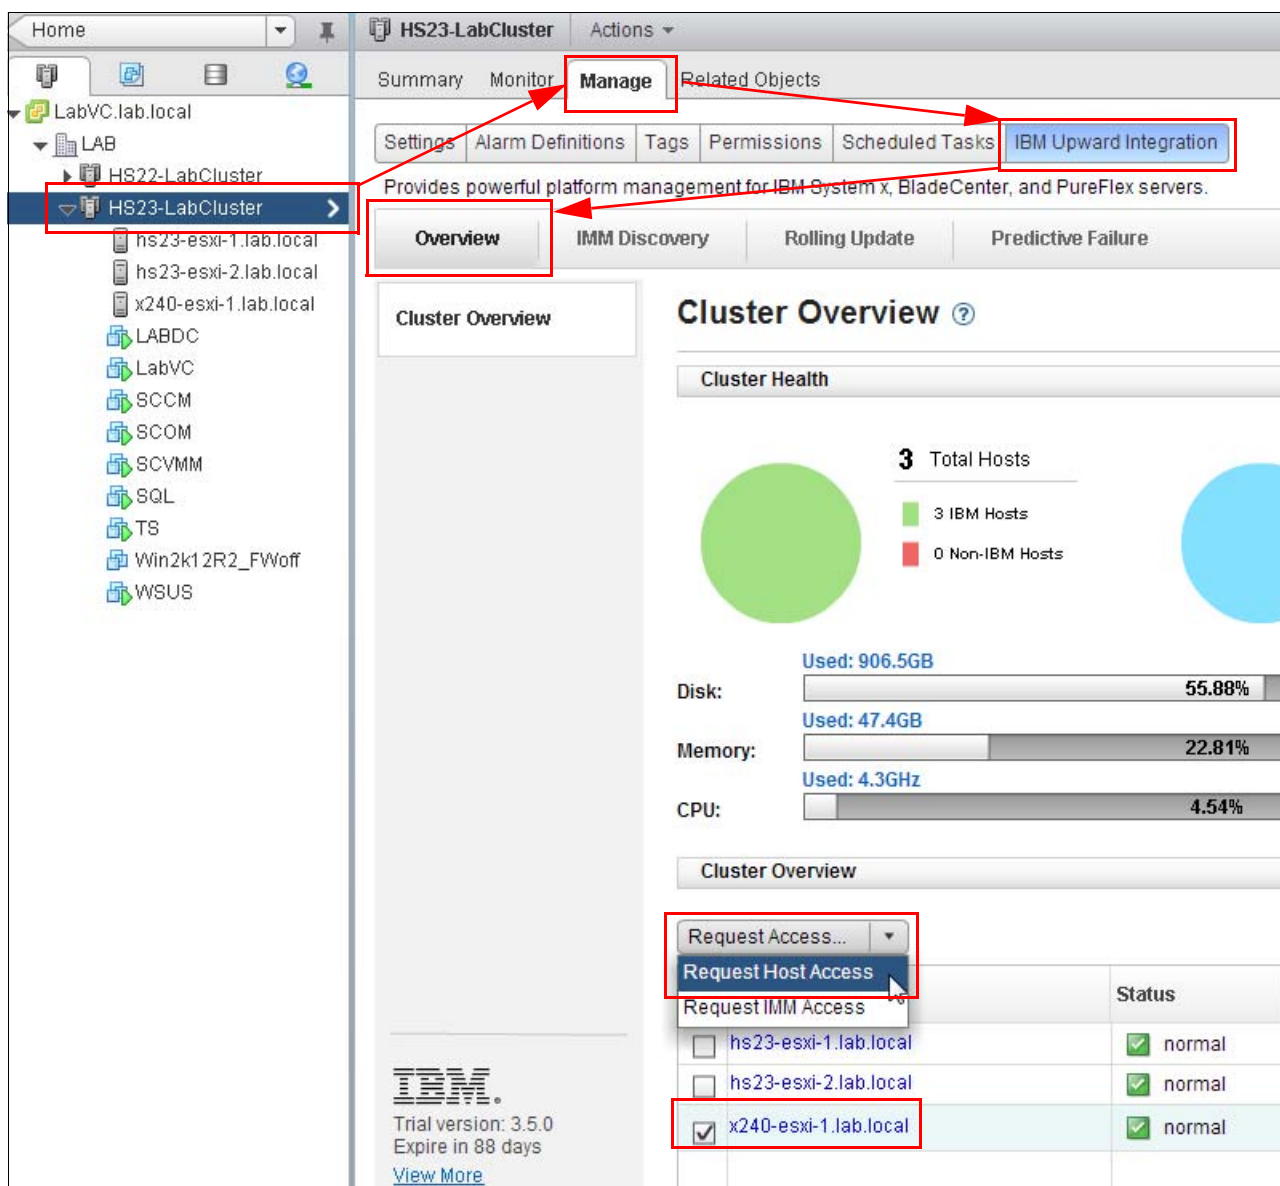 Home
LabVC.lab.local
LAB
HS22-LabCluster
HS23-LabCluster
hs23-esxi-1.lab.local
hs23-esxi-2.lab.local
x240-esxi-1.lab.local
LABDC
LabVC
SCCM
SCOM
SCVMM
SQL
TS
Win2k12R2_FWoff
WSUS
HS23-LabCluster Actions
Summary Monitor Manage Related Objects
Settings Alarm Definitions Tags Permissions Scheduled Tasks IBM Upward Integration
Provides powerful platform management for IBM System x, BladeCenter, and PureFlex servers.
Overview IMM Discovery Rolling Update Predictive Failure
Cluster Overview
Cluster Overview ?
Cluster Health
3 Total Hosts
3 IBM Hosts
0 Non-IBM Hosts
Used: 906.5GB
Disk: 55.88%
Used: 47.4GB
Memory: 22.81%
Used: 4.3GHz
CPU: 4.54%
Cluster Overview
Request Access...
Request Host Access
Request IMM Access
Status
hs23-esxi-1.lab.local normal
hs23-esxi-2.lab.local normal
x240-esxi-1.lab.local normal
IBM.
Trial version: 3.5.0
Expire in 88 days
View More